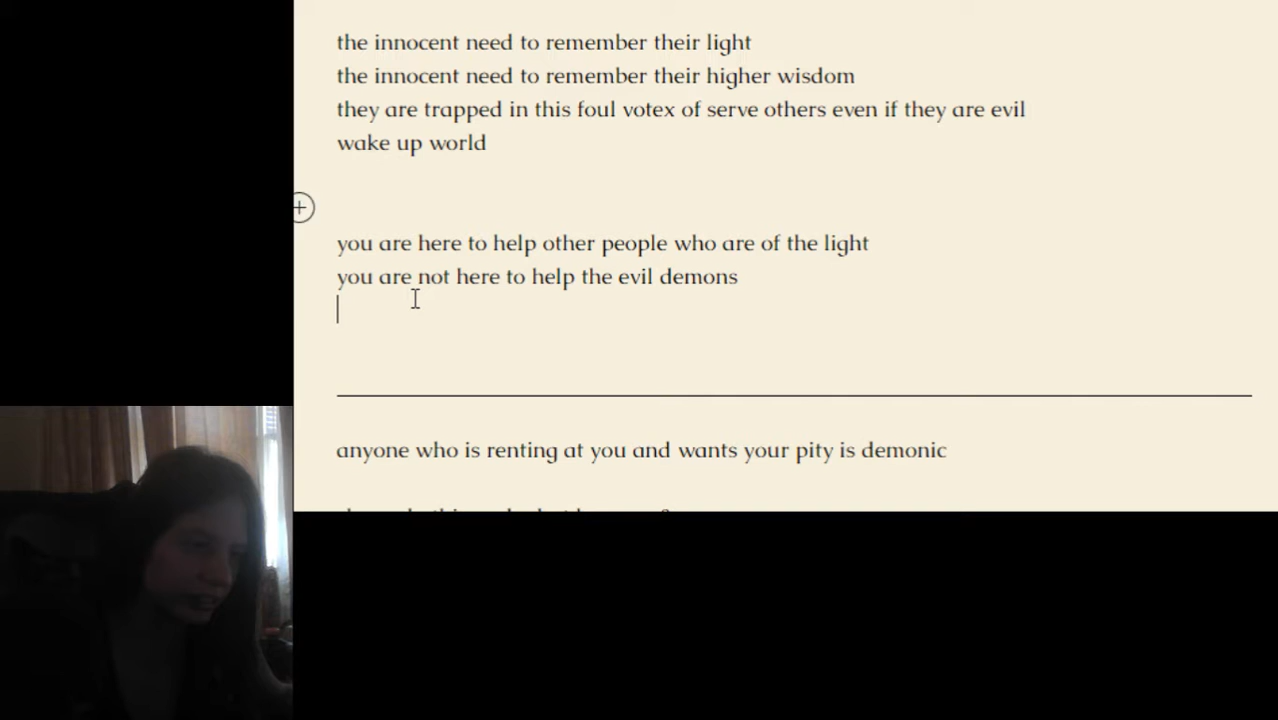 the innocent need to remember their light
the innocent need to remember their higher wisdom
they are trapped in this foul votex of serve others even if they are evil
wake up world
you are here to help other people who are of the light
you are not here to help the evil demons
anyone who is renting at you and wants your pity is demonic